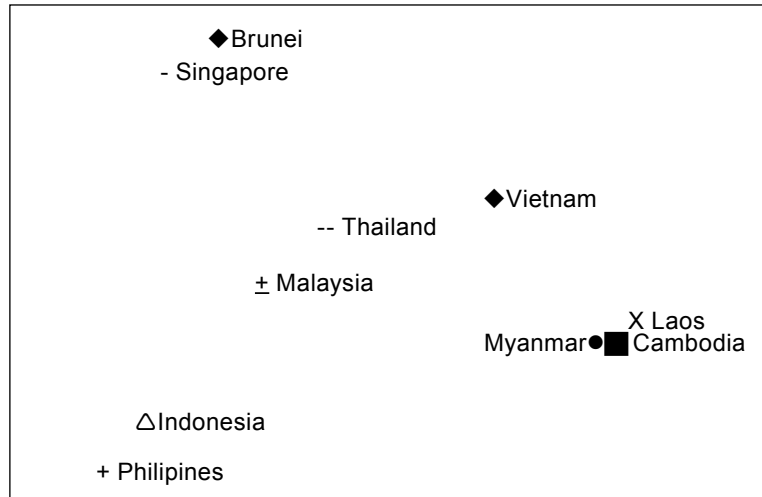 ◆Brunei
- Singapore
◆Vietnam
-- Thailand
± Malaysia
X Laos
Myanmar●■Cambodia
△Indonesia
+ Philipines